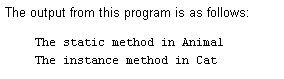 The output from this program is as follows:
The static method in Animal
The instance method in Cat